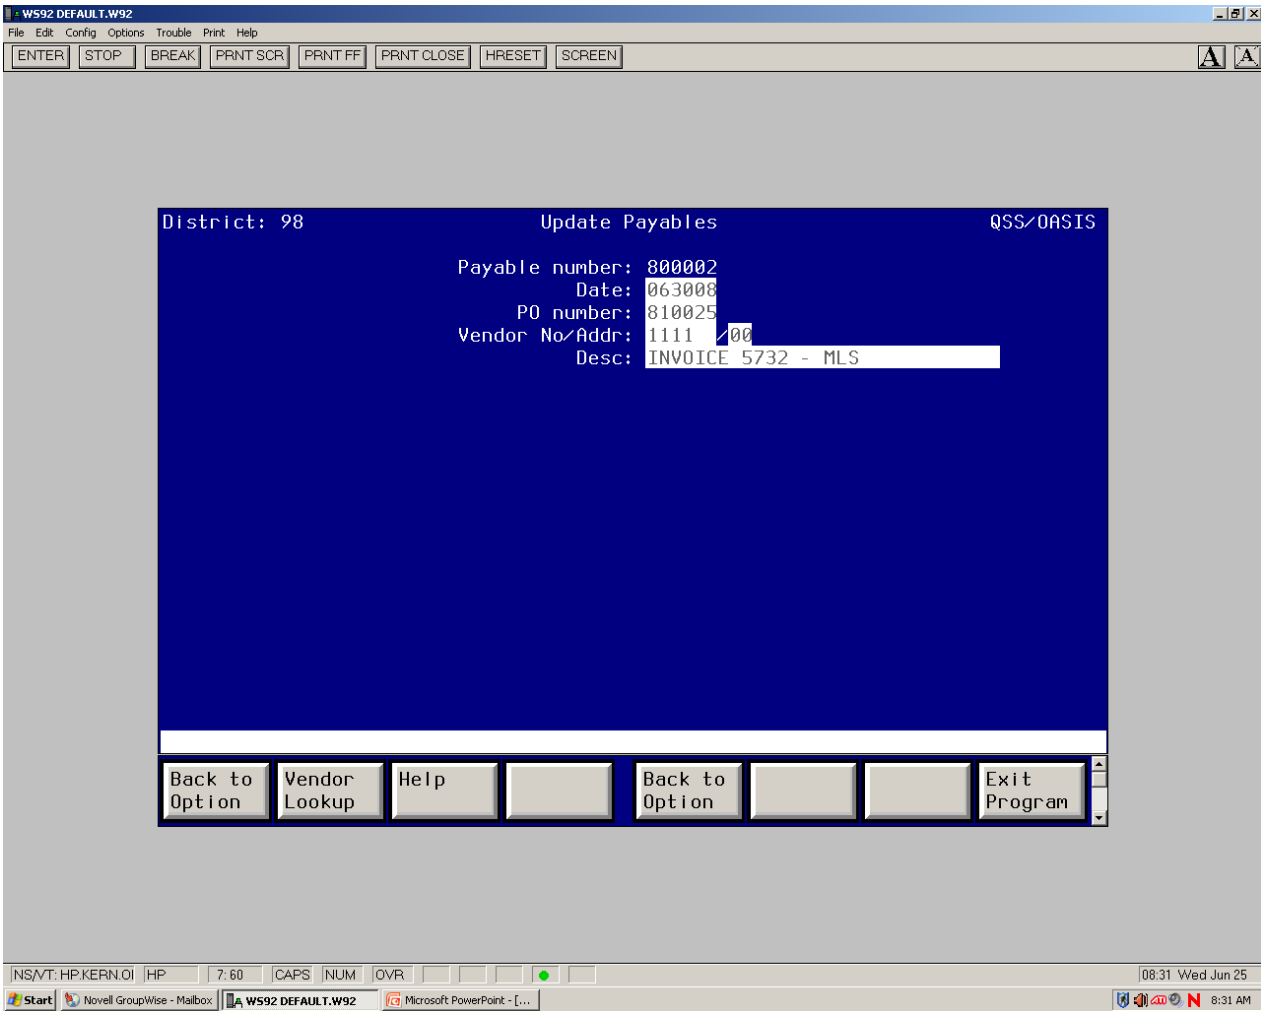 WS92 DEFAULT.W92
File Edit Config Options Trouble Print Help
ENTER STOP BREAK PRNT SCR PRNT FF PRNT CLOSE HRESET SCREEN A A
District: 98 Update Payables QSS/OASIS
Payable number: 800002
Date: 063008
PO number: 810025
Vendor No/Addr: 1111 /00
Desc: INVOICE 5732 - MLS
Back to Option Vendor Lookup Help Back to Option Exit Program
NS/VT: HP.KERN.OI HP 7: 60 CAPS NUM OVR 08:31 Wed Jun 25
Start Novell GroupWise - Mailbox WS92 DEFAULT.W92 Microsoft PowerPoint - [... N 8:31 AM